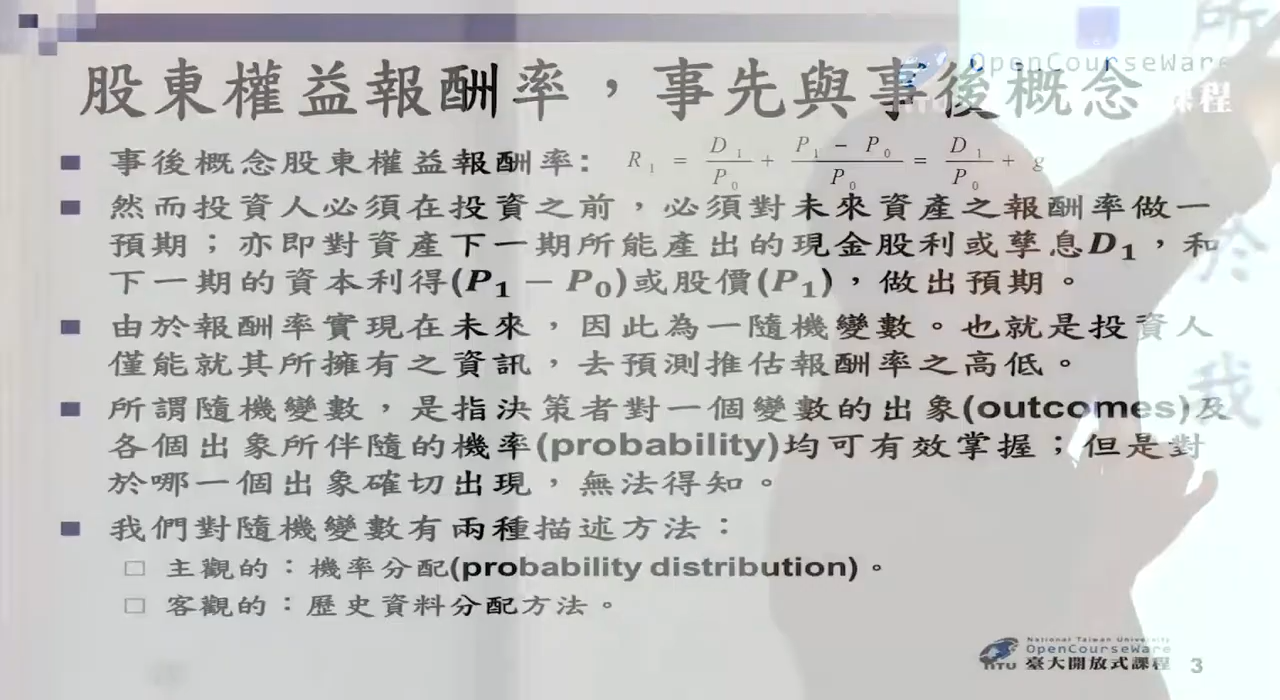 股東權益報酬率，事先與事後概念
OpenCourseWare
NTU 課程
所
事後概念股東權益報酬率: R₁ = D₁/P₀ + (P₁ − P₀)/P₀ = D₁/P₀ + g
然而投資人必須在投資之前，必須對未來資產之報酬率做一
預期；亦即對資產下一期所能產出的現金股利或孳息D₁，和
下一期的資本利得(P₁ − P₀)或股價(P₁)，做出預期。
於
由於報酬率實現在未來，因此為一隨機變數。也就是投資人
僅能就其所擁有之資訊，去預測推估報酬率之高低。
我
所謂隨機變數，是指決策者對一個變數的出象(outcomes)及
各個出象所伴隨的機率(probability)均可有效掌握；但是對
於哪一個出象確切出現，無法得知。
我們對隨機變數有兩種描述方法：
主觀的：機率分配(probability distribution)。
客觀的：歷史資料分配方法。
National Taiwan University
OpenCourseWare
NTU 臺大開放式課程 3